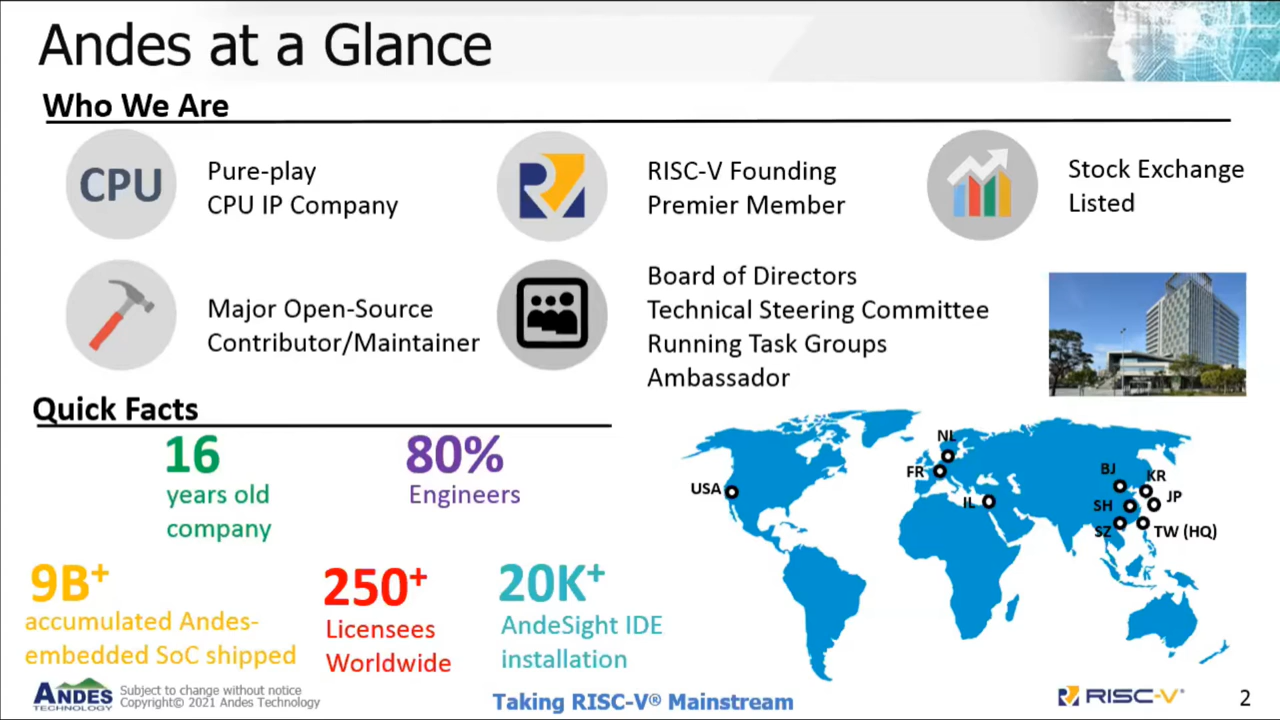 Andes at a Glance
Who We Are
CPU
Pure-play
CPU IP Company
RISC-V Founding
Premier Member
Stock Exchange
Listed
Major Open-Source
Contributor/Maintainer
Board of Directors
Technical Steering Committee
Running Task Groups
Ambassador
Quick Facts
16
years old
company
80%
Engineers
9B+
accumulated Andes-
embedded SoC shipped
250+
Licensees
Worldwide
20K+
AndeSight IDE
installation
NL
FR
USA
IL
BJ
KR
JP
SH
SZ
TW (HQ)
ANDES
TECHNOLOGY
Subject to change without notice
Copyright© 2021 Andes Technology
Taking RISC-V® Mainstream
RISC-V®
2